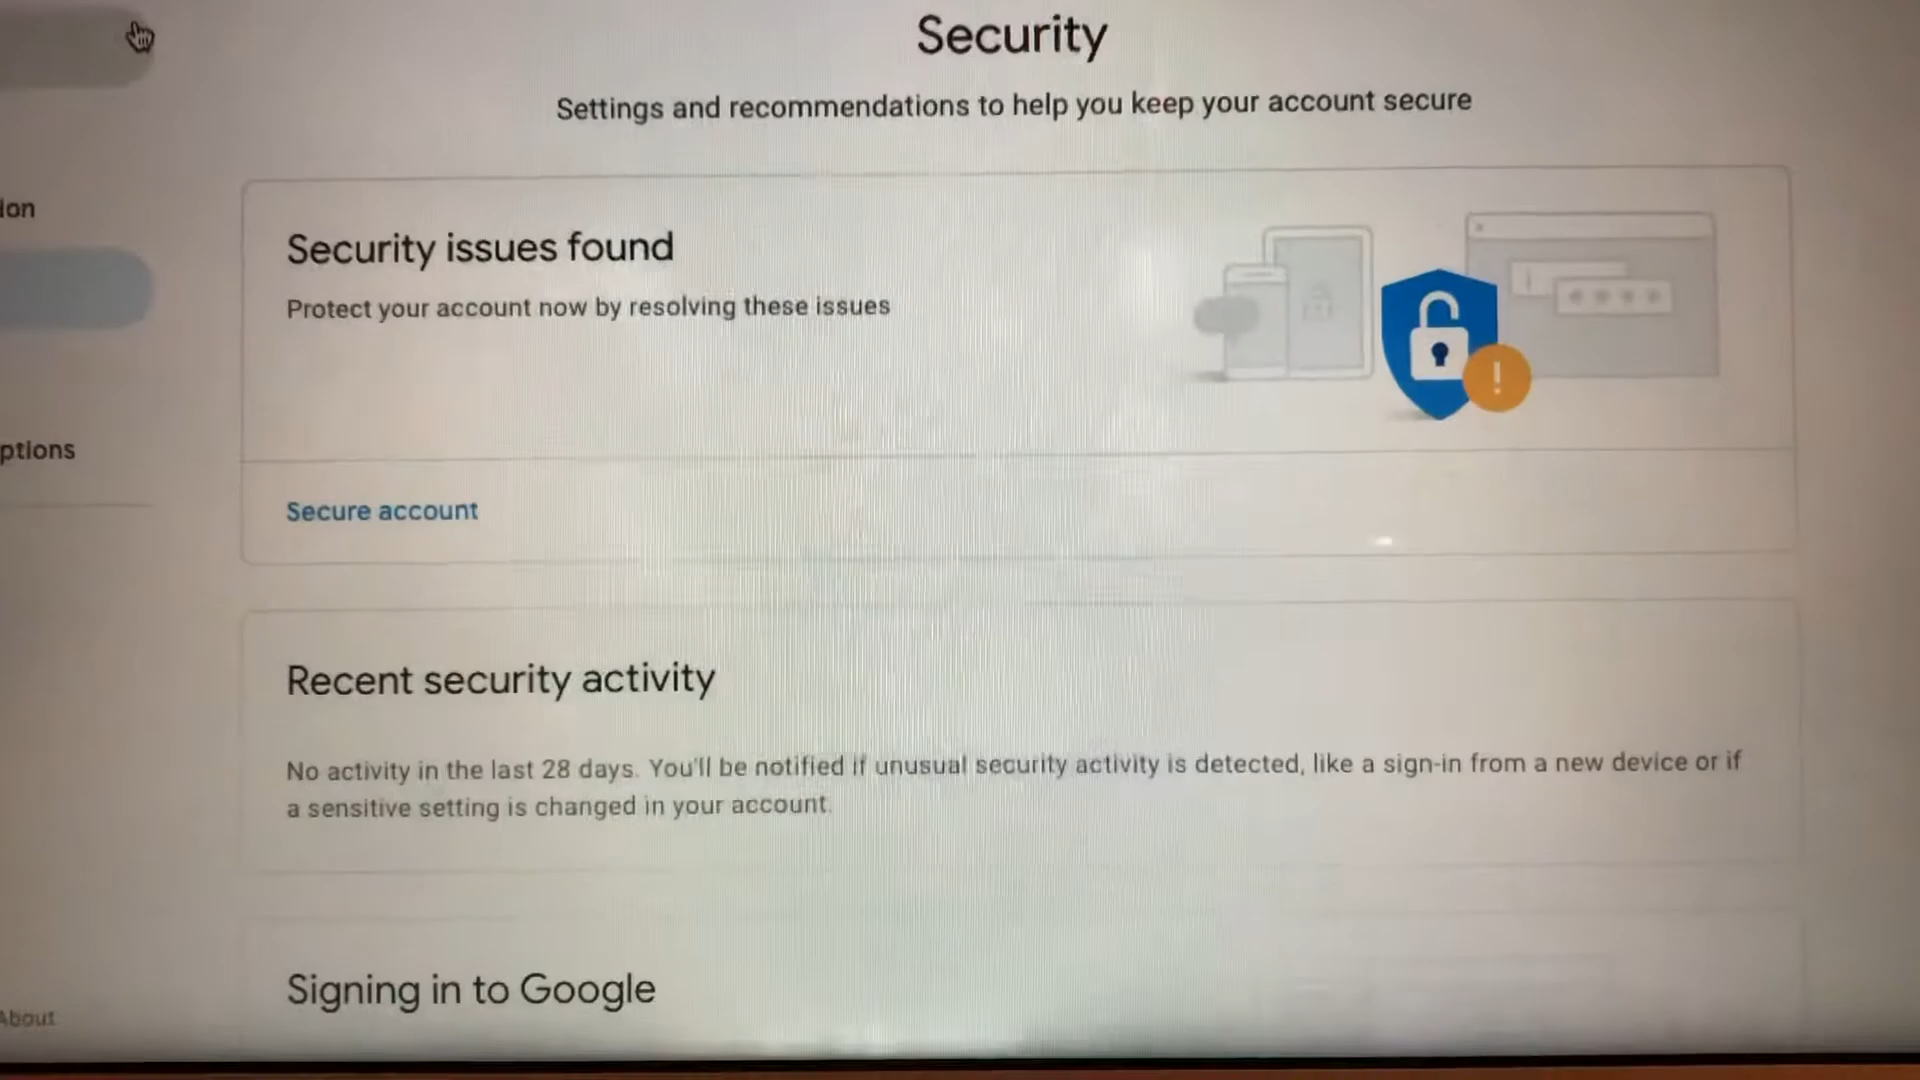 Security
Settings and recommendations to help you keep your account secure
ion
Security issues found
Protect your account now by resolving these issues
ptions
Secure account
Recent security activity
No activity in the last 28 days. You'll be notified if unusual security activity is detected, like a sign-in from a new device or if
a sensitive setting is changed in your account.
Signing in to Google
About